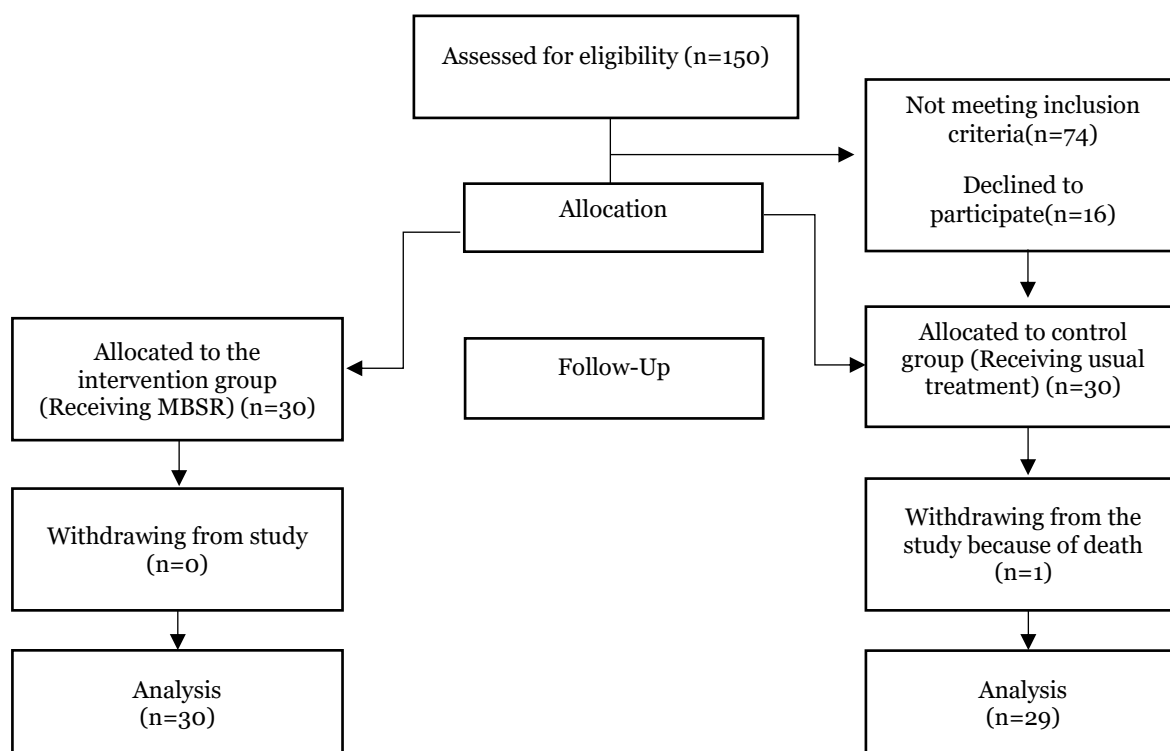 Assessed for eligibility (n=150)
Not meeting inclusion
criteria(n=74)
Declined to
participate(n=16)
Allocation
Allocated to the
intervention group
(Receiving MBSR) (n=30)
Follow-Up
Allocated to control
group (Receiving usual
treatment) (n=30)
Withdrawing from study
(n=0)
Withdrawing from the
study because of death
(n=1)
Analysis
(n=30)
Analysis
(n=29)